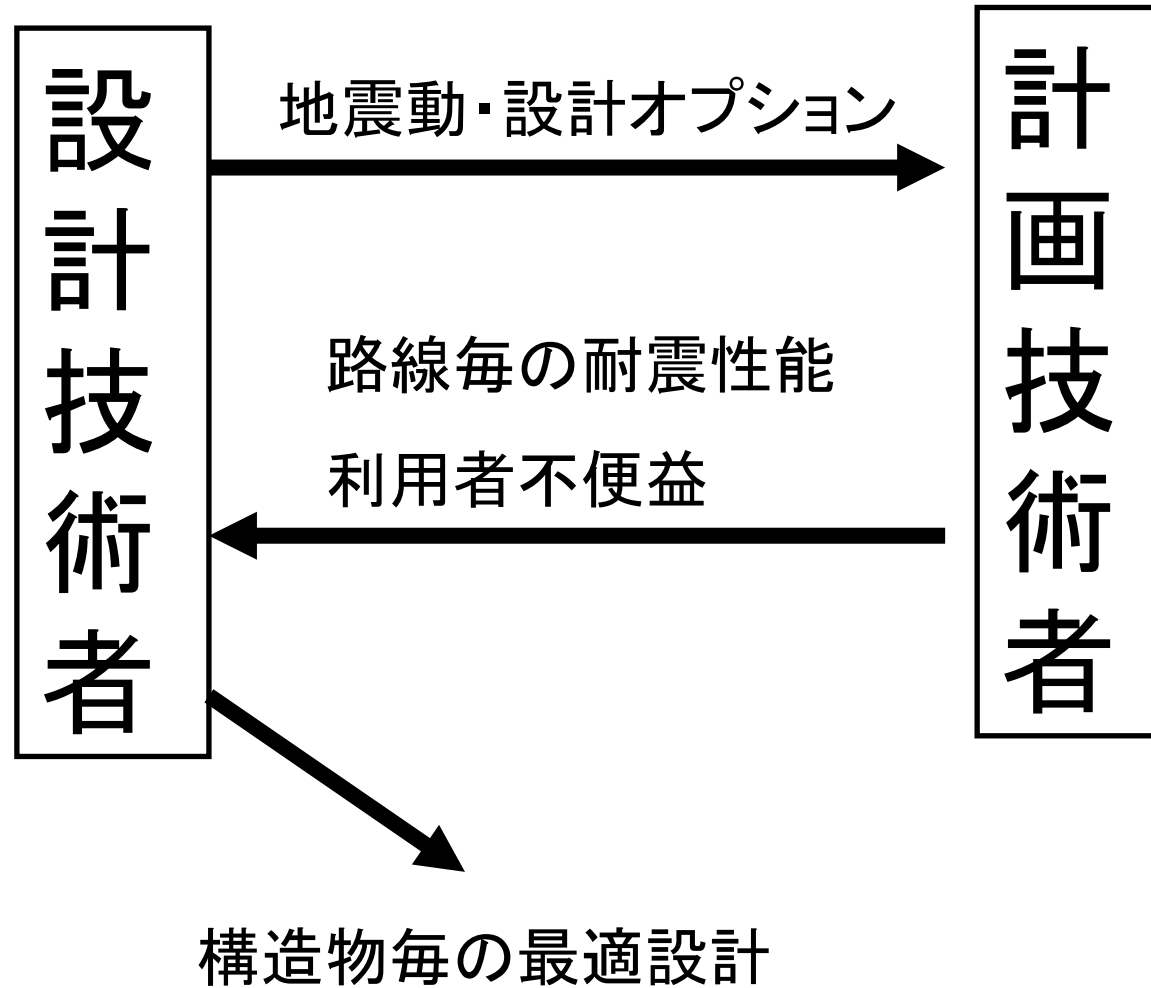 設計技術者
地震動・設計オプション
計画技術者
路線毎の耐震性能
利用者不便益
構造物毎の最適設計